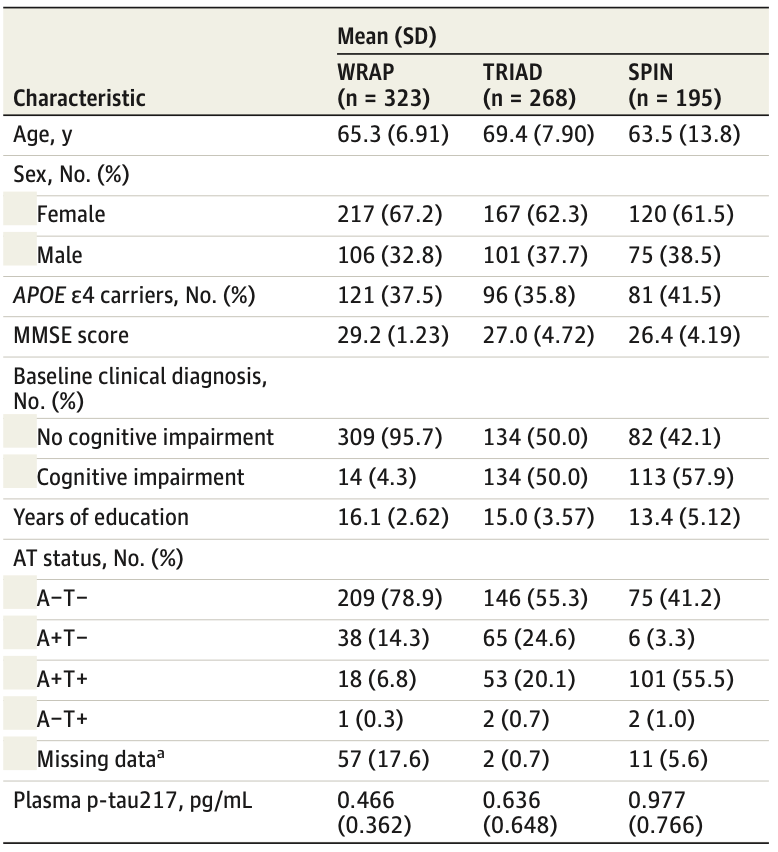 Mean (SD)
Characteristic WRAP (n = 323) TRIAD (n = 268) SPIN (n = 195)
Age, y 65.3 (6.91) 69.4 (7.90) 63.5 (13.8)
Sex, No. (%)
Female 217 (67.2) 167 (62.3) 120 (61.5)
Male 106 (32.8) 101 (37.7) 75 (38.5)
APOE ε4 carriers, No. (%) 121 (37.5) 96 (35.8) 81 (41.5)
MMSE score 29.2 (1.23) 27.0 (4.72) 26.4 (4.19)
Baseline clinical diagnosis,
No. (%)
No cognitive impairment 309 (95.7) 134 (50.0) 82 (42.1)
Cognitive impairment 14 (4.3) 134 (50.0) 113 (57.9)
Years of education 16.1 (2.62) 15.0 (3.57) 13.4 (5.12)
AT status, No. (%)
A−T− 209 (78.9) 146 (55.3) 75 (41.2)
A+T− 38 (14.3) 65 (24.6) 6 (3.3)
A+T+ 18 (6.8) 53 (20.1) 101 (55.5)
A−T+ 1 (0.3) 2 (0.7) 2 (1.0)
Missing dataᵃ 57 (17.6) 2 (0.7) 11 (5.6)
Plasma p-tau217, pg/mL 0.466 (0.362) 0.636 (0.648) 0.977 (0.766)